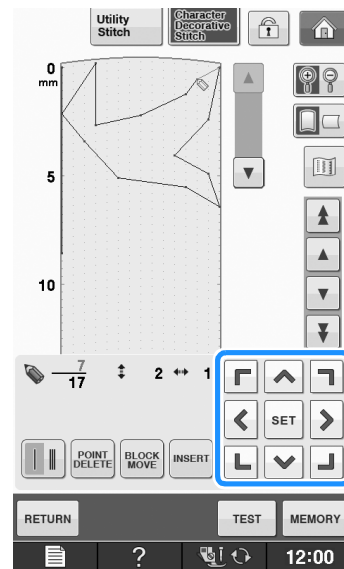 Utility
Stitch
Character
Decorative
Stitch
0
mm
5
10
7
17
2
1
SET
POINT
DELETE
BLOCK
MOVE
INSERT
RETURN
TEST
MEMORY
?
12:00